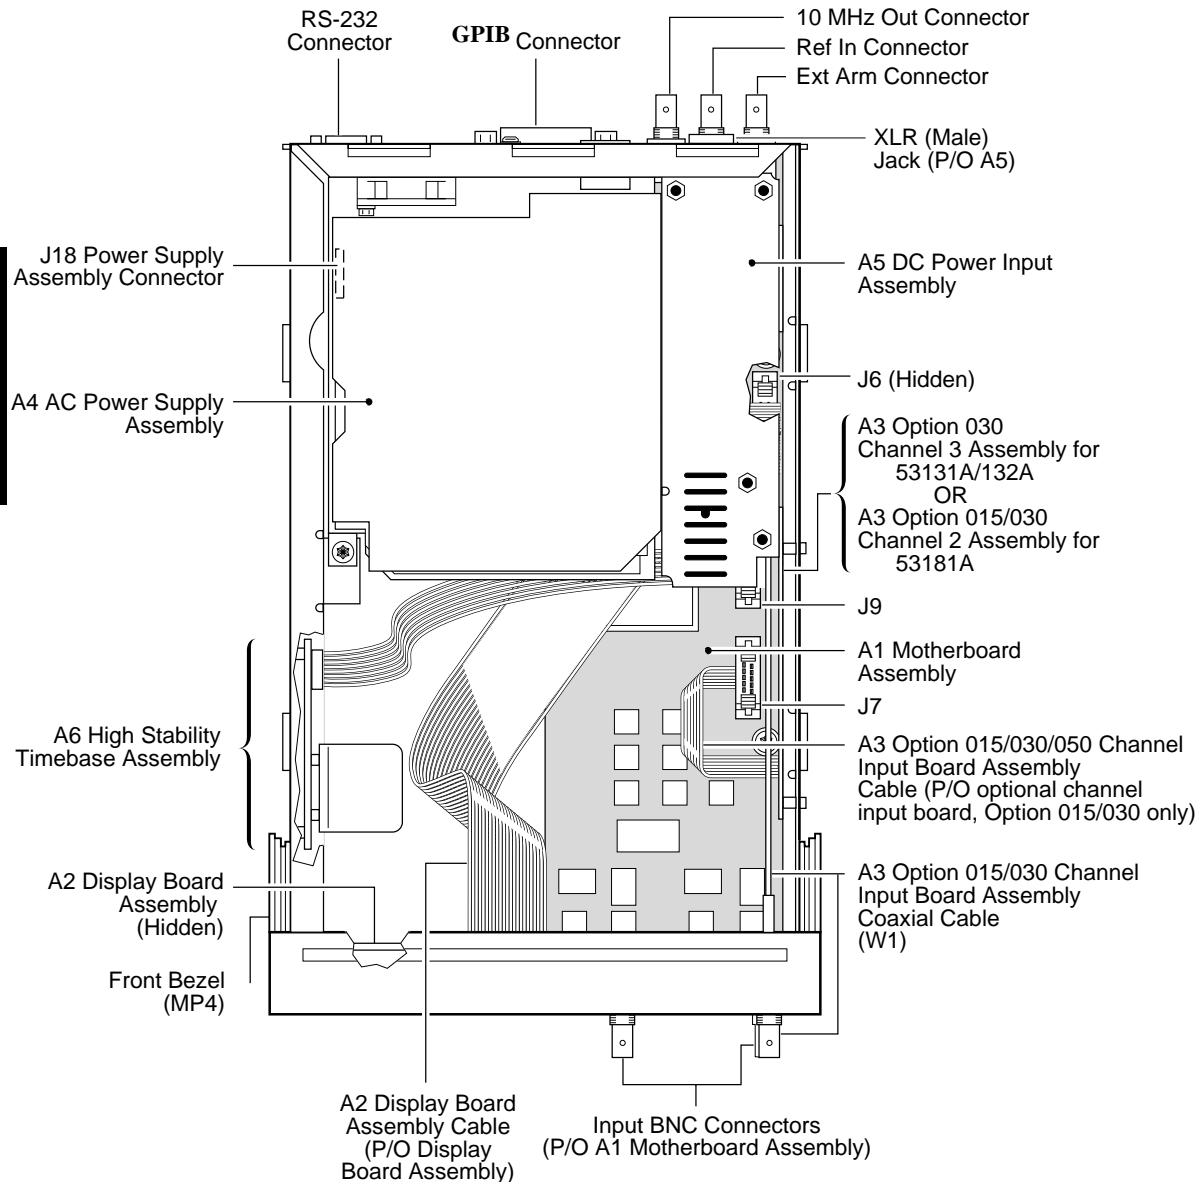 RS-232
Connector
GPIB Connector
10 MHz Out Connector
Ref In Connector
Ext Arm Connector
XLR (Male)
Jack (P/O A5)
J18 Power Supply
Assembly Connector
A5 DC Power Input
Assembly
J6 (Hidden)
A4 AC Power Supply
Assembly
A3 Option 030
Channel 3 Assembly for
53131A/132A
OR
A3 Option 015/030
Channel 2 Assembly for
53181A
J9
A1 Motherboard
Assembly
J7
A6 High Stability
Timebase Assembly
A3 Option 015/030/050 Channel
Input Board Assembly
Cable (P/O optional channel
input board, Option 015/030 only)
A2 Display Board
Assembly
(Hidden)
A3 Option 015/030 Channel
Input Board Assembly
Coaxial Cable
(W1)
Front Bezel
(MP4)
A2 Display Board
Assembly Cable
(P/O Display
Board Assembly)
Input BNC Connectors
(P/O A1 Motherboard Assembly)